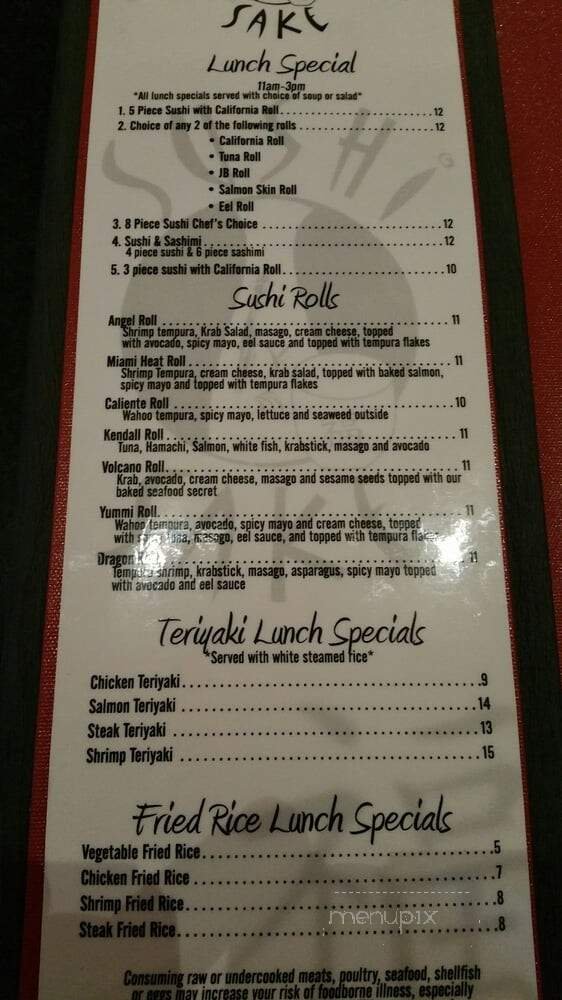 SAKE
Lunch Special
11am-3pm
*All lunch specials served with choice of soup or salad*
1. 5 Piece Sushi with California Roll..............................12
2. Choice of any 2 of the following rolls..........................12
• California Roll
• Tuna Roll
• JB Roll
• Salmon Skin Roll
• Eel Roll
3. 8 Piece Sushi Chef's Choice....................................12
4. Sushi & Sashimi................................................12
4 piece sushi & 6 piece sashimi
5. 3 piece sushi with California Roll.............................10
Sushi Rolls
Angel Roll........................................................11
Shrimp tempura, Krab Salad, masago, cream cheese, topped
with avocado, spicy mayo, eel sauce and topped with tempura flakes
Miami Heat Roll...................................................11
Shrimp Tempura, cream cheese, krab salad, topped with baked salmon,
spicy mayo and topped with tempura flakes
Caliente Roll.....................................................10
Wahoo tempura, spicy mayo, lettuce and seaweed outside
Kendall Roll......................................................11
Tuna, Hamachi, Salmon, white fish, krabstick, masago and avocado
Volcano Roll......................................................11
Krab, avocado, cream cheese, masago and sesame seeds topped with our
baked seafood secret
Yummi Roll........................................................11
Wahoo tempura, avocado, spicy mayo and cream cheese, topped
with spicy tuna, masago, eel sauce, and topped with tempura flakes
Dragon Roll.......................................................11
Tempura shrimp, krabstick, masago, asparagus, spicy mayo topped
with avocado and eel sauce
Teriyaki Lunch Specials
*Served with white steamed rice*
Chicken Teriyaki..................................................9
Salmon Teriyaki...................................................14
Steak Teriyaki....................................................13
Shrimp Teriyaki...................................................15
Fried Rice Lunch Specials
Vegetable Fried Rice..............................................5
Chicken Fried Rice................................................7
Shrimp Fried Rice.................................................8
Steak Fried Rice..................................................8
menupix
Consuming raw or undercooked meats, poultry, seafood, shellfish
or eggs may increase your risk of foodborne illness, especially